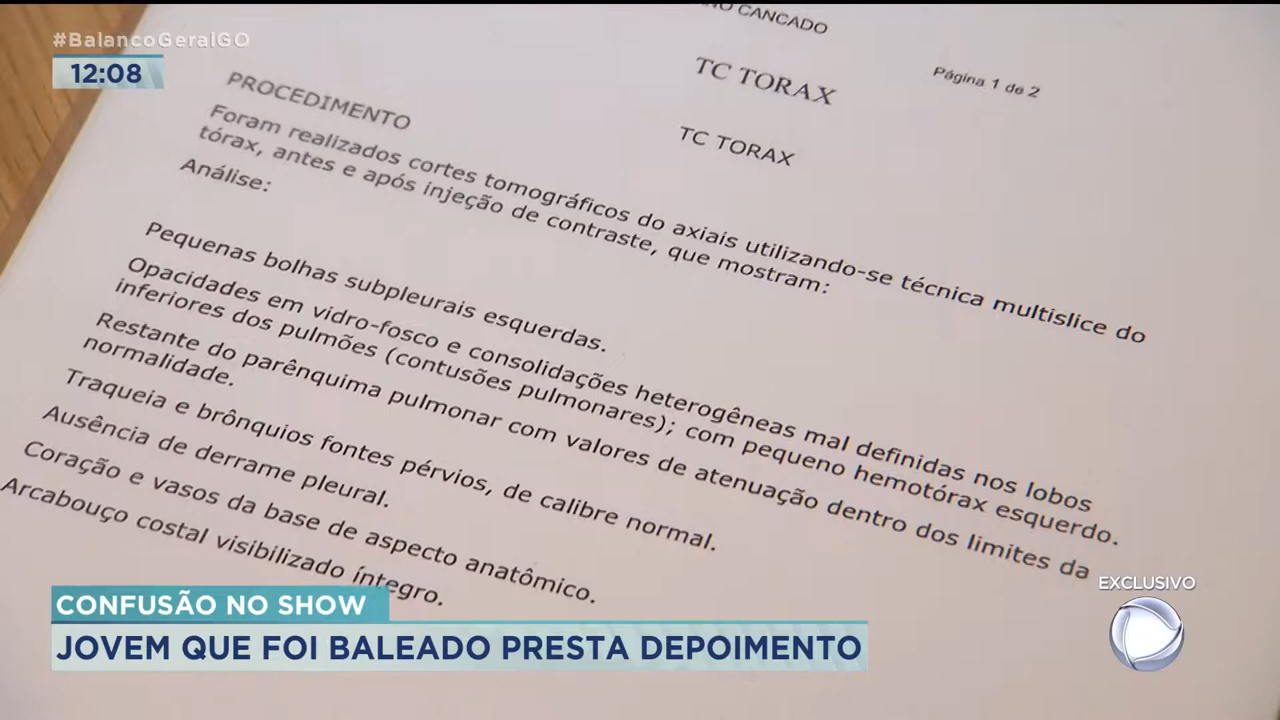 #BalancoGeralGO
12:08
CANCADO
TC TORAX
Página 1 de 2
TC TORAX
PROCEDIMENTO
Foram realizados cortes tomográficos do axiais utilizando-se técnica multislice do
tórax, antes e após injeção de contraste, que mostram:
Análise:
Pequenas bolhas subpleurais esquerdas.
Opacidades em vidro-fosco e consolidações heterogêneas mal definidas nos lobos
inferiores dos pulmões (contusões pulmonares); com pequeno hemotórax esquerdo.
Restante do parênquima pulmonar com valores de atenuação dentro dos limites da
normalidade.
Traqueia e brônquios fontes pérvios, de calibre normal.
Ausência de derrame pleural.
Coração e vasos da base de aspecto anatômico.
Arcabouço costal visibilizado íntegro.
CONFUSÃO NO SHOW
JOVEM QUE FOI BALEADO PRESTA DEPOIMENTO
EXCLUSIVO